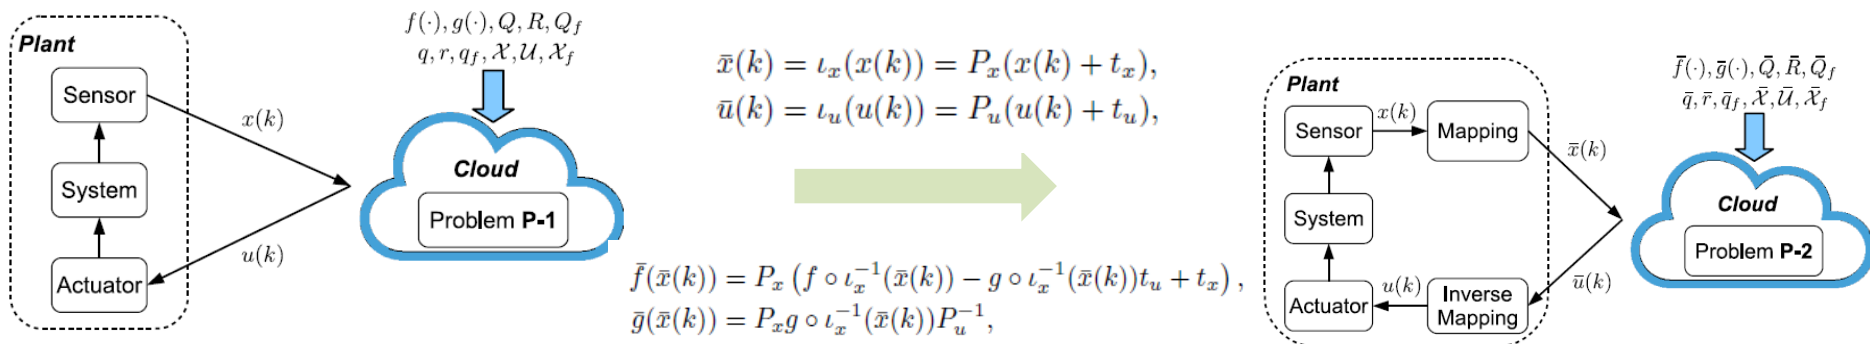 Plant
Sensor
System
Actuator
x(k)
u(k)
f(·), g(·), Q, R, Q_f
q, r, q_f, 𝒳, 𝒰, 𝒳_f
Cloud
Problem P-1
x̄(k) = ι_x(x(k)) = P_x(x(k) + t_x),
ū(k) = ι_u(u(k)) = P_u(u(k) + t_u),
f̄(x̄(k)) = P_x (f ∘ ι_x^{-1}(x̄(k)) − g ∘ ι_x^{-1}(x̄(k))t_u + t_x) ,
ḡ(x̄(k)) = P_x g ∘ ι_x^{-1}(x̄(k))P_u^{-1},
Plant
Sensor
x(k)
Mapping
System
Actuator
u(k)
Inverse
Mapping
x̄(k)
ū(k)
f̄(·), ḡ(·), Q̄, R̄, Q̄_f
q̄, r̄, q̄_f, 𝒳̄, 𝒰̄, 𝒳̄_f
Cloud
Problem P-2